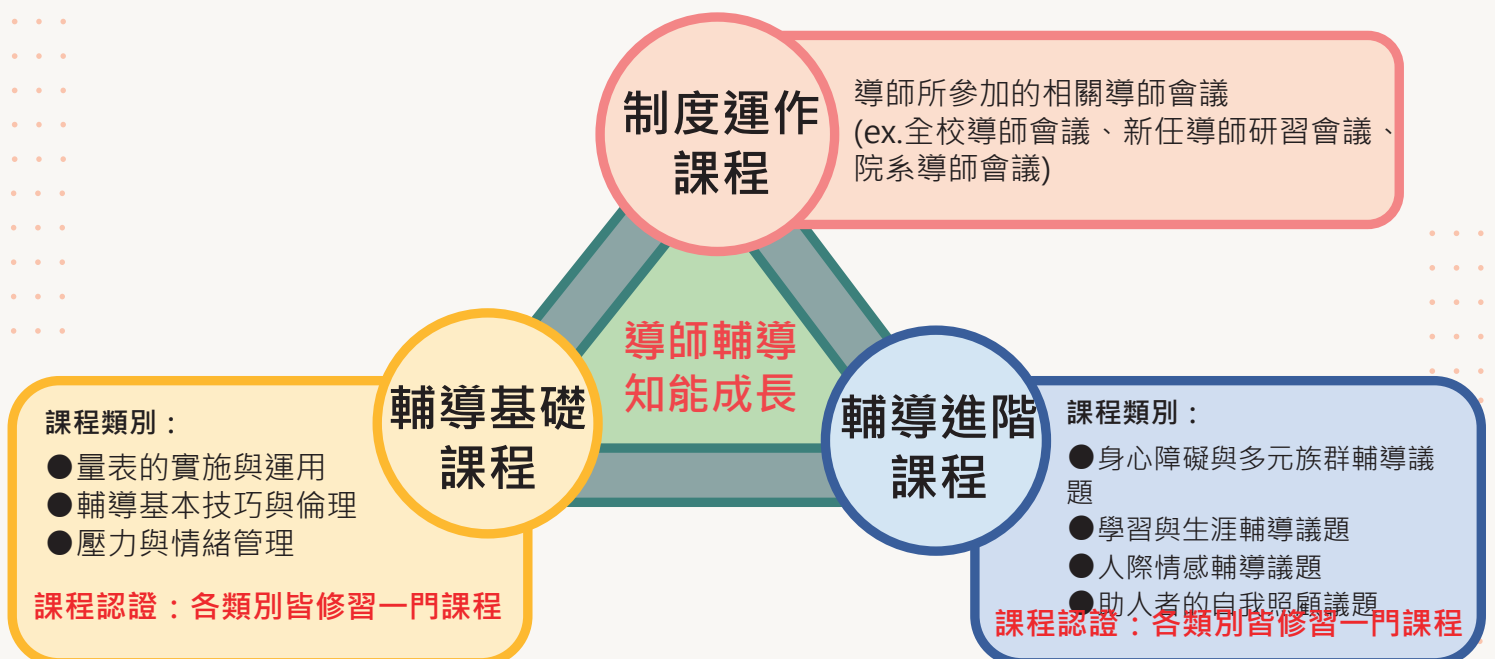 制度運作
課程
導師所參加的相關導師會議
(ex.全校導師會議、新任導師研習會議、
院系導師會議)
導師輔導
知能成長
輔導基礎
課程
課程類別：
●量表的實施與運用
●輔導基本技巧與倫理
●壓力與情緒管理
課程認證：各類別皆修習一門課程
輔導進階
課程
課程類別：
●身心障礙與多元族群輔導議
題
●學習與生涯輔導議題
●人際情感輔導議題
●助人者的自我照顧議題
課程認證：各類別皆修習一門課程